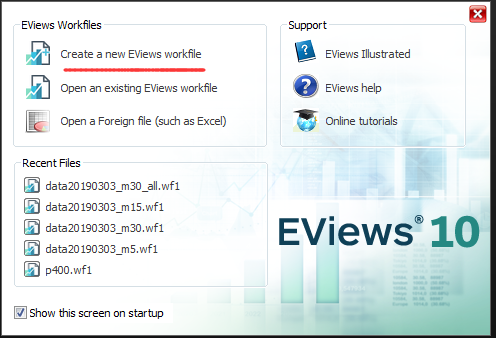 EViews Workfiles
Create a new EViews workfile
Open an existing EViews workfile
Open a Foreign file (such as Excel)
Support
EViews Illustrated
EViews help
Online tutorials
Recent Files
data20190303_m30_all.wf1
data20190303_m15.wf1
data20190303_m30.wf1
data20190303_m5.wf1
p400.wf1
EViews® 10
Show this screen on startup